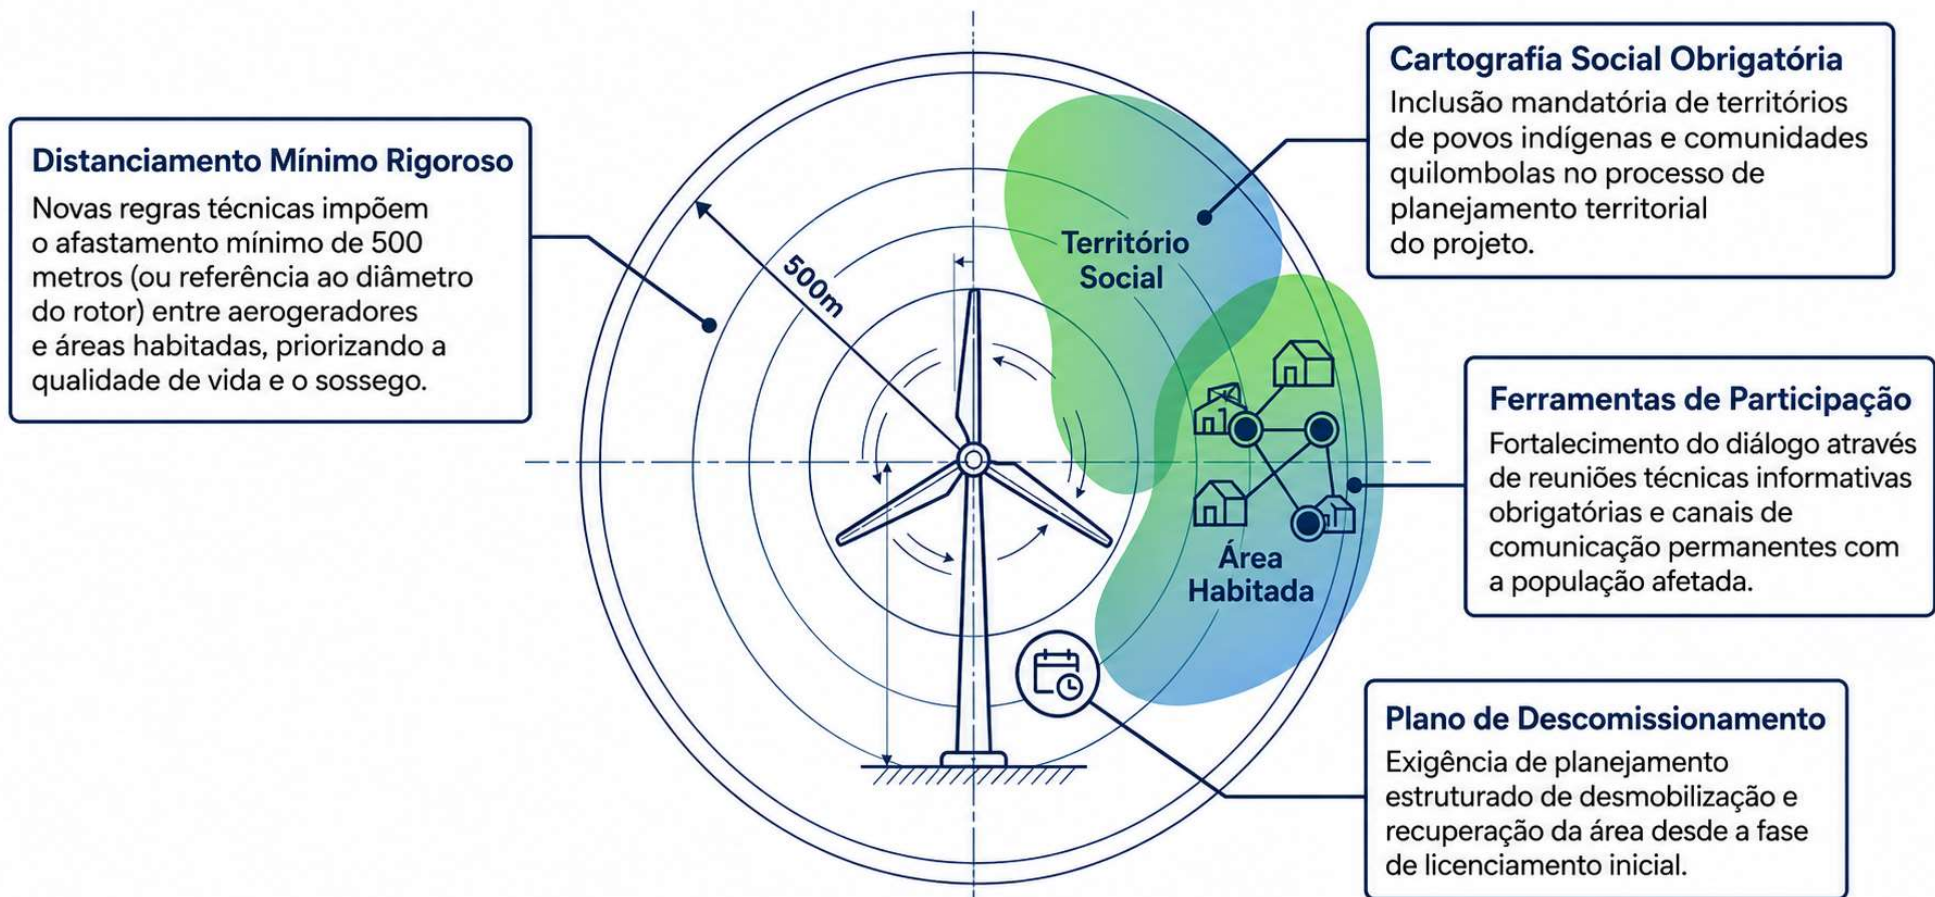 Distanciamento Mínimo Rigoroso
Novas regras técnicas impõem
o afastamento mínimo de 500
metros (ou referência ao diâmetro
do rotor) entre aerogeradores
e áreas habitadas, priorizando a
qualidade de vida e o sossego.
500m
Território
Social
Área
Habitada
Cartografia Social Obrigatória
Inclusão mandatória de territórios
de povos indígenas e comunidades
quilombolas no processo de
planejamento territorial
do projeto.
Ferramentas de Participação
Fortalecimento do diálogo através
de reuniões técnicas informativas
obrigatórias e canais de
comunicação permanentes com
a população afetada.
Plano de Descomissionamento
Exigência de planejamento
estruturado de desmobilização e
recuperação da área desde a fase
de licenciamento inicial.